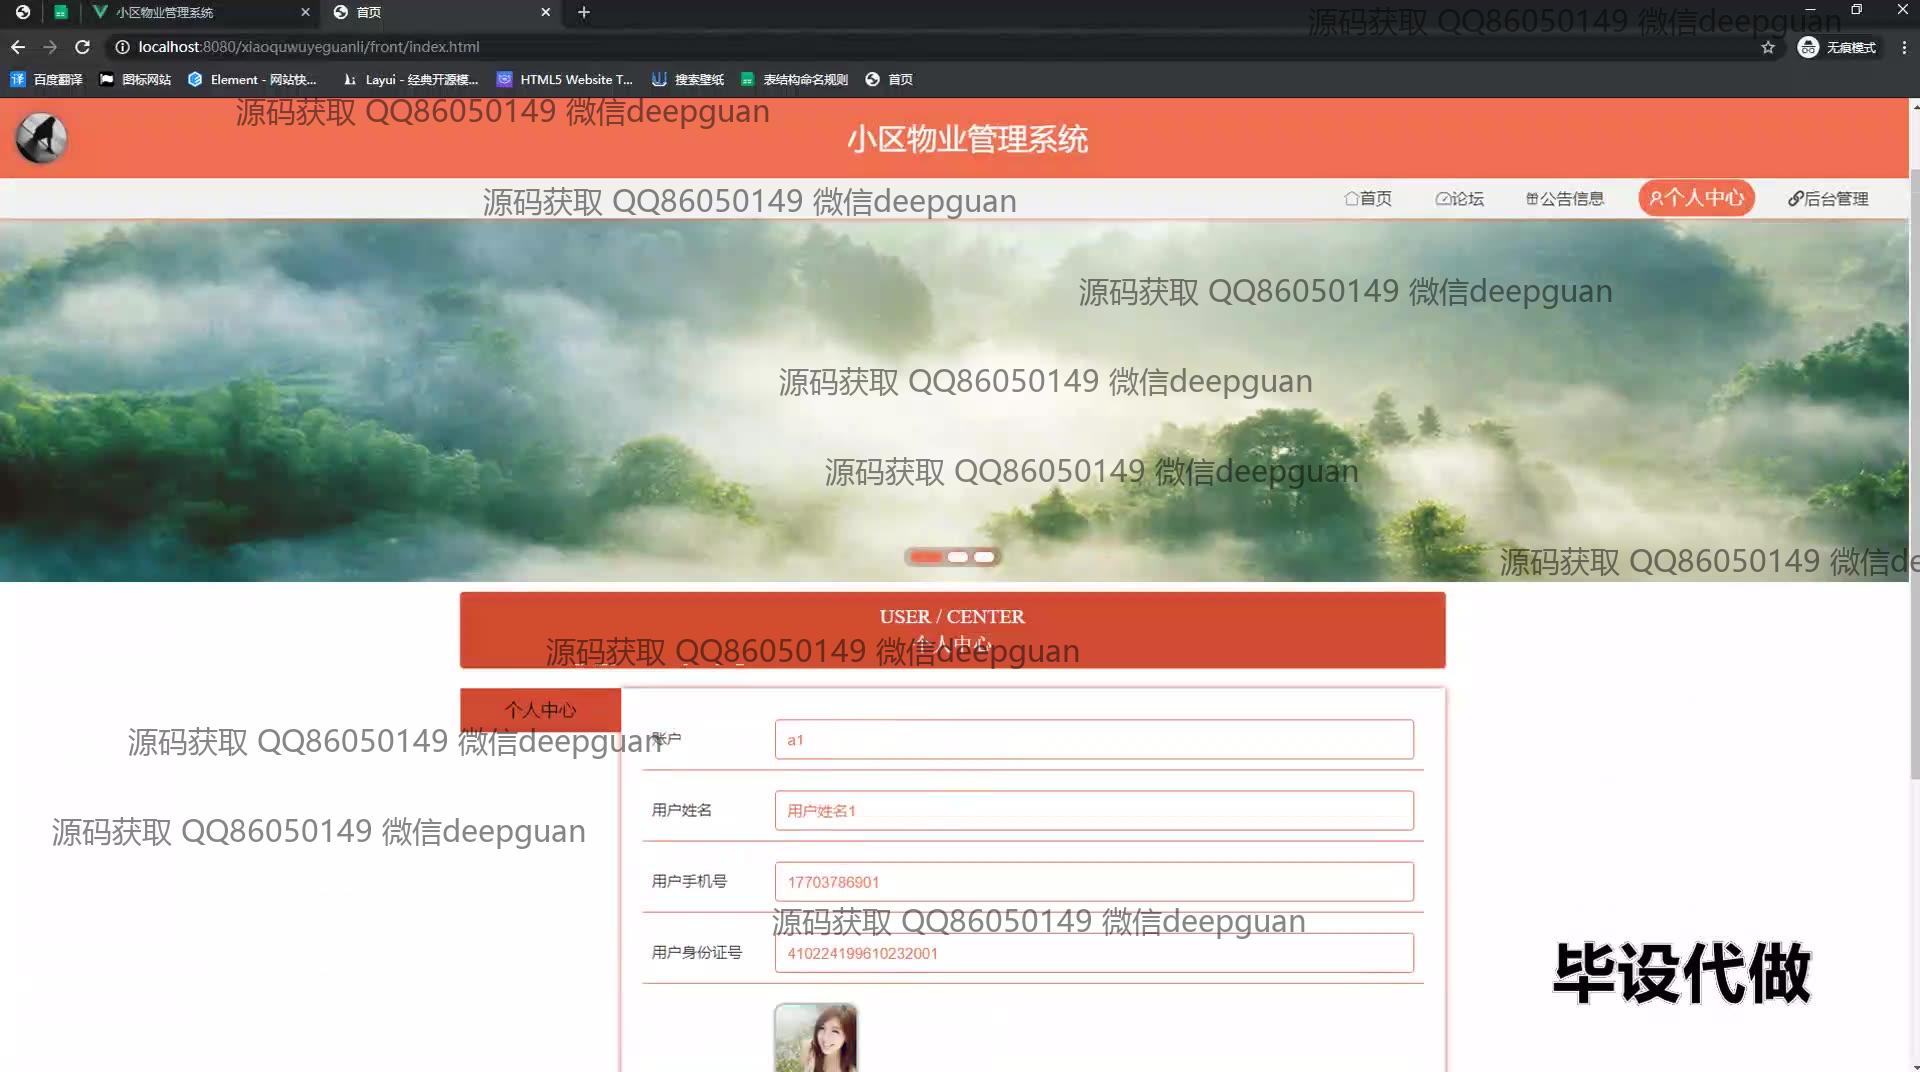 小区物业管理系统
首页
localhost:8080/xiaoquwuyeguanli/front/index.html
无痕模式
百度翻译
图标网站
Element - 网站快...
Layui - 经典开源模...
HTML5 Website T...
搜索壁纸
表结构命名规则
首页
源码获取 QQ86050149 微信deepguan
源码获取 QQ86050149 微信deepguan
小区物业管理系统
源码获取 QQ86050149 微信deepguan
首页
论坛
公告信息
个人中心
后台管理
源码获取 QQ86050149 微信deepguan
源码获取 QQ86050149 微信deepguan
源码获取 QQ86050149 微信deepguan
源码获取 QQ86050149 微信de
USER / CENTER
个人中心
源码获取 QQ86050149 微信deepguan
个人中心
源码获取 QQ86050149 微信deepguan
账户
a1
用户姓名
用户姓名1
源码获取 QQ86050149 微信deepguan
用户手机号
17703786901
源码获取 QQ86050149 微信deepguan
用户身份证号
410224199610232001
毕设代做